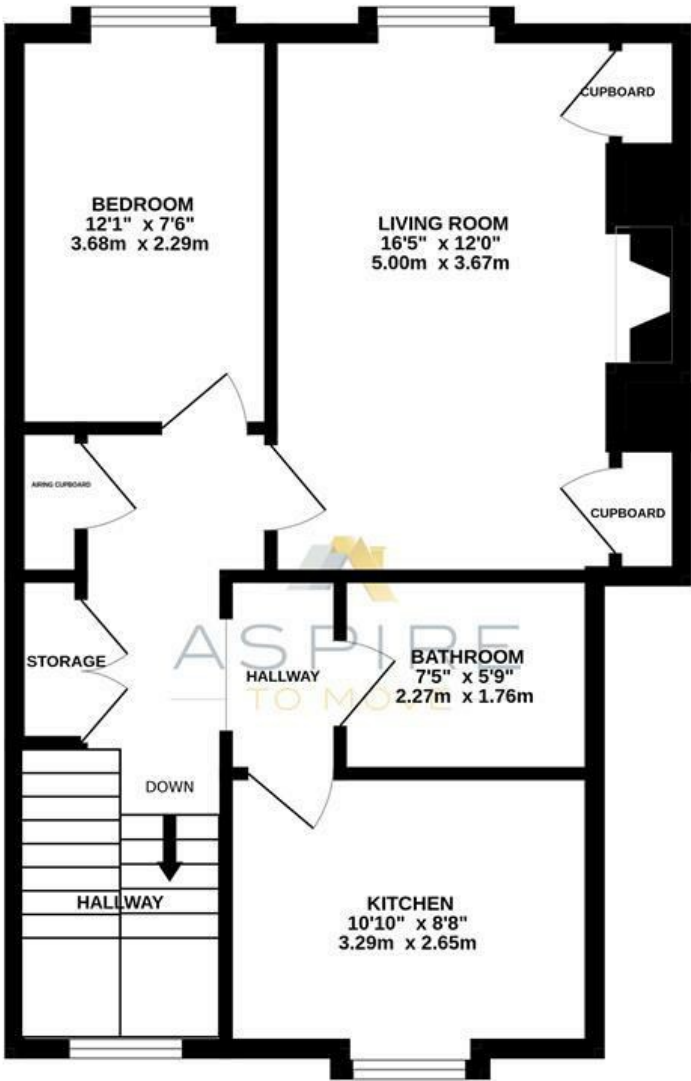 BEDROOM
12'1" x 7'6"
3.68m x 2.29m
LIVING ROOM
16'5" x 12'0"
5.00m x 3.67m
CUPBOARD
AIRING CUPBOARD
CUPBOARD
STORAGE
HALLWAY
BATHROOM
7'5" x 5'9"
2.27m x 1.76m
ASPIRE
TO MOVE
DOWN
HALLWAY
KITCHEN
10'10" x 8'8"
3.29m x 2.65m